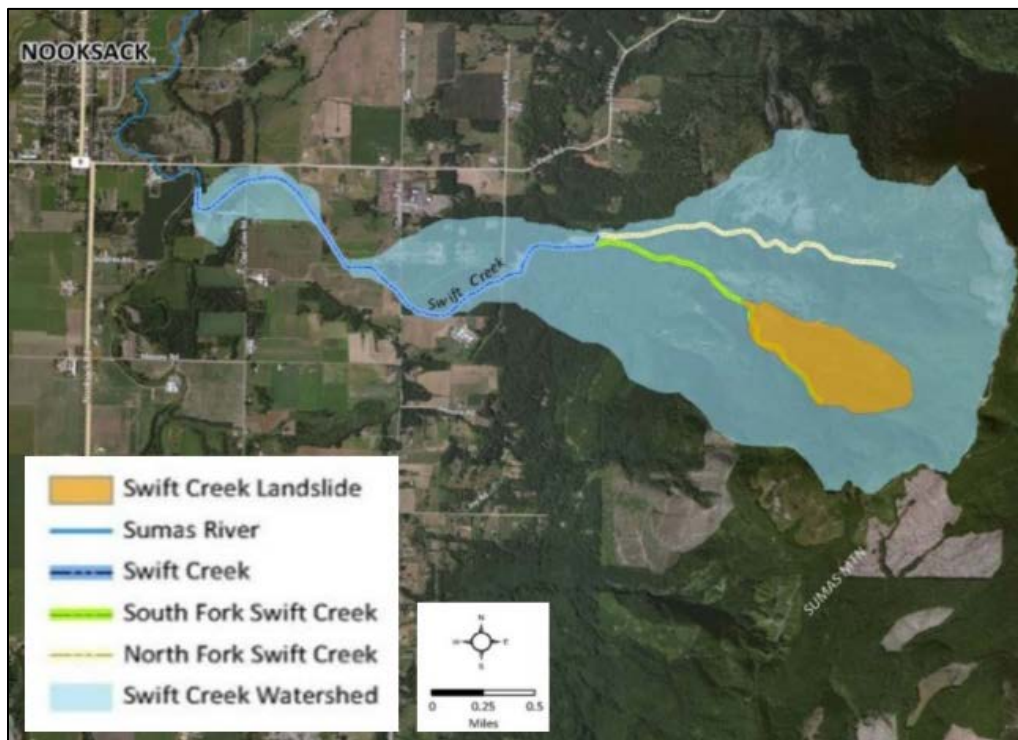 NOOKSACK
9
Swift Creek
SUMAS MTN
Swift Creek Landslide
Sumas River
Swift Creek
South Fork Swift Creek
North Fork Swift Creek
Swift Creek Watershed
N
W E
S
0 0.25 0.5
Miles